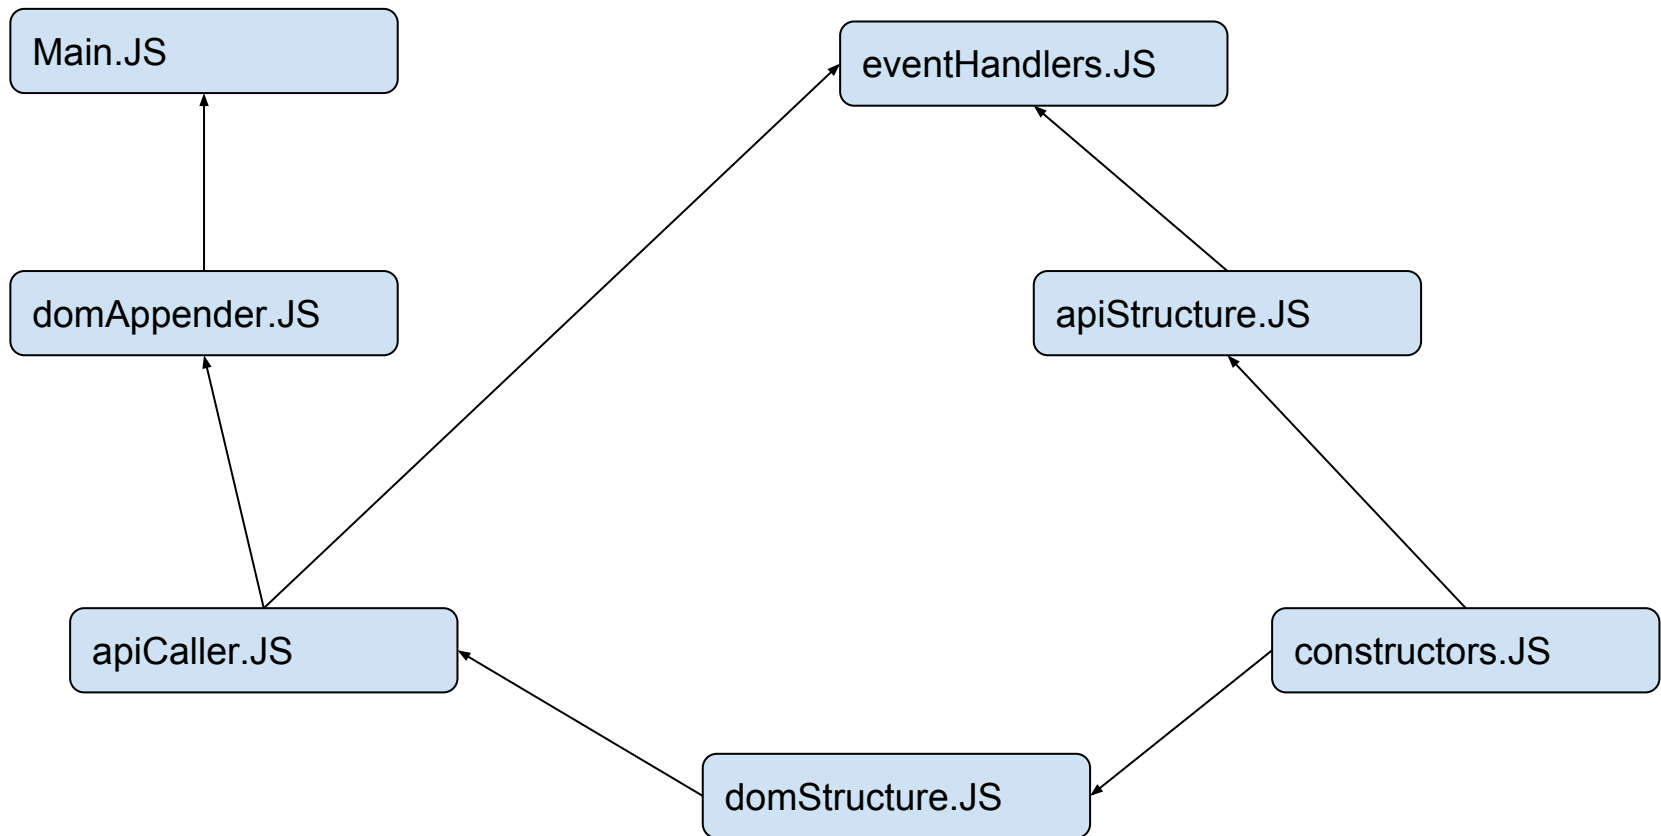 Main.JS
eventHandlers.JS
domAppender.JS
apiStructure.JS
apiCaller.JS
constructors.JS
domStructure.JS